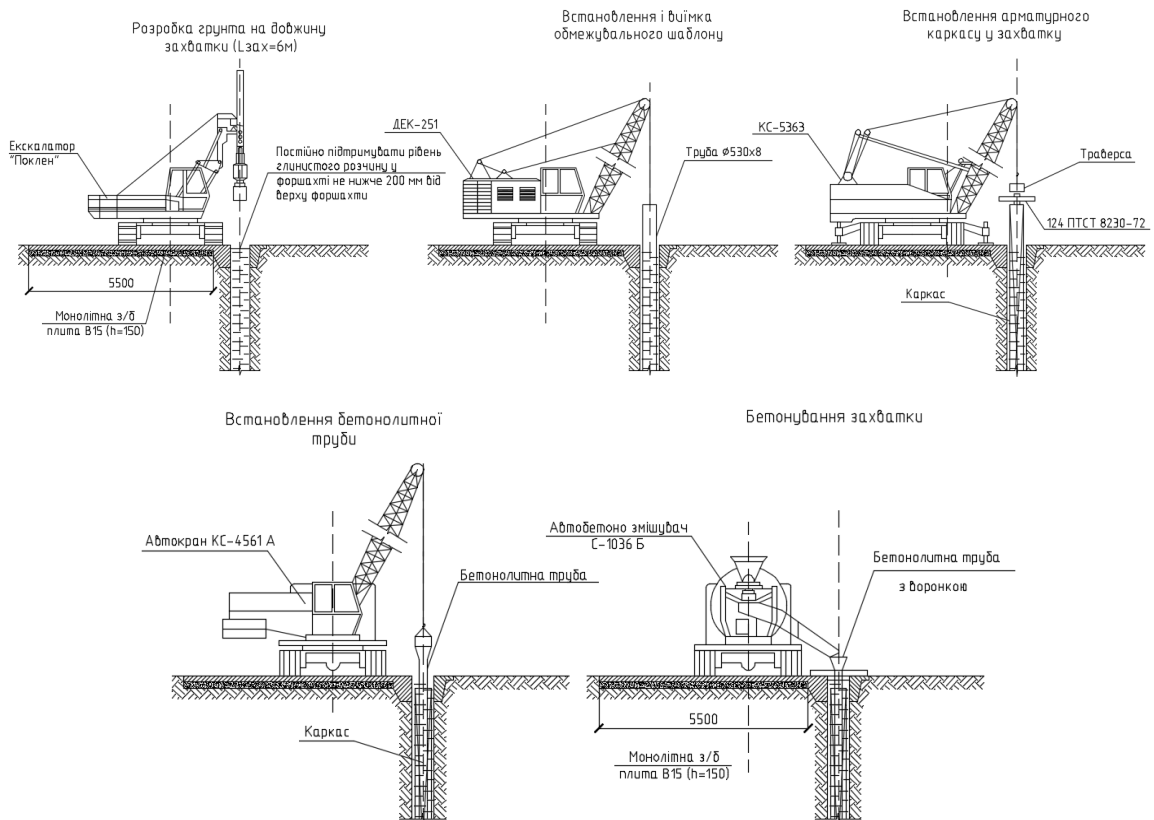 Розробка грунта на довжину
захватки (Lзах=6м)
Екскалатор
"Поклен"
Постійно підтримувати рівень
глинистого розчину у
форшахті не нижче 200 мм від
верху форшахти
5500
Монолітна з/б
плита В15 (h=150)
Встановлення і виїмка
обмежувального шаблону
ДЕК-251
Труба ϕ530х8
Встановлення арматурного
каркасу у захватку
КС-5363
Траверса
124 ПТСТ 8230-72
Каркас
Встановлення бетонолитної
труби
Автокран КС-4561 А
Бетонолитна труба
Каркас
Бетонування захватки
Автобетоно змішувач
С-1036 Б
Бетонолитна труба
з воронкою
5500
Монолітна з/б
плита В15 (h=150)